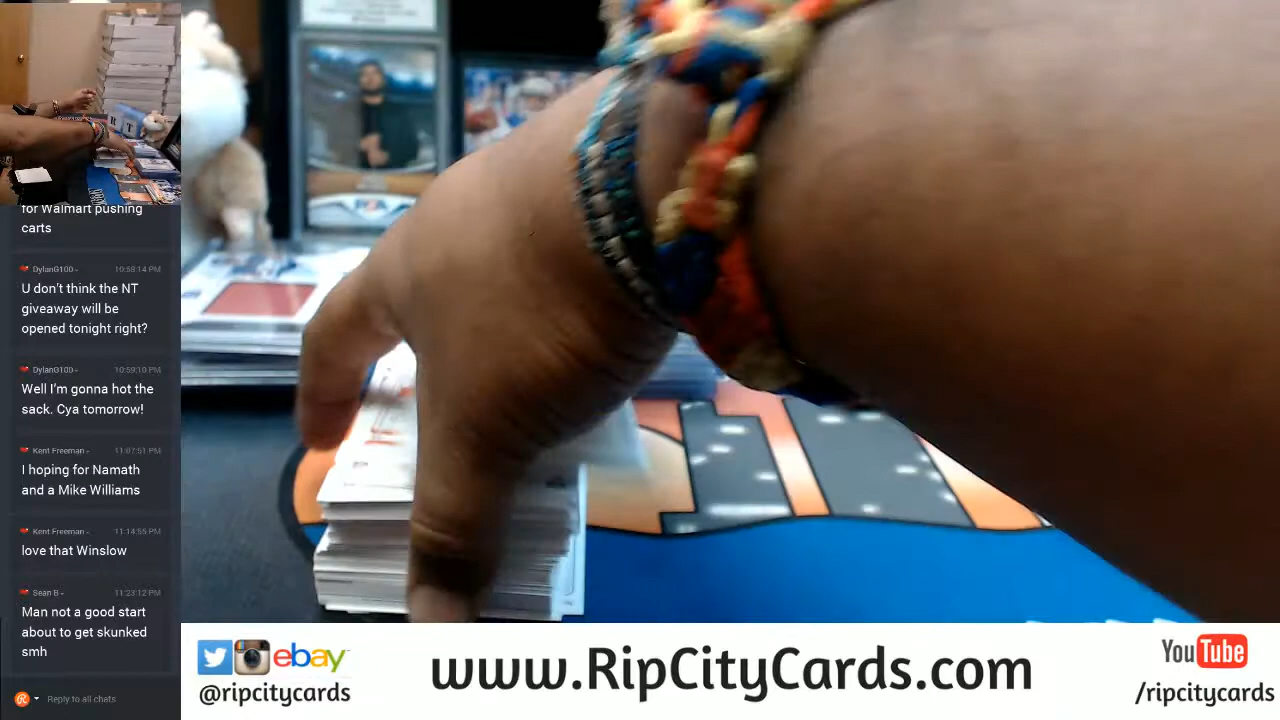 for Walmart pushing
carts
DylanG100 - 10:58:14 PM
U don't think the NT
giveaway will be
opened tonight right?
DylanG100 - 10:59:10 PM
Well I'm gonna hot the
sack. Cya tomorrow!
Kent Freeman - 11:07:51 PM
I hoping for Namath
and a Mike Williams
Kent Freeman - 11:14:55 PM
love that Winslow
Sean B - 11:23:12 PM
Man not a good start
about to get skunked
smh
Reply to all chats
ebay
@ripcitycards
www.RipCityCards.com
YouTube
/ripcitycards